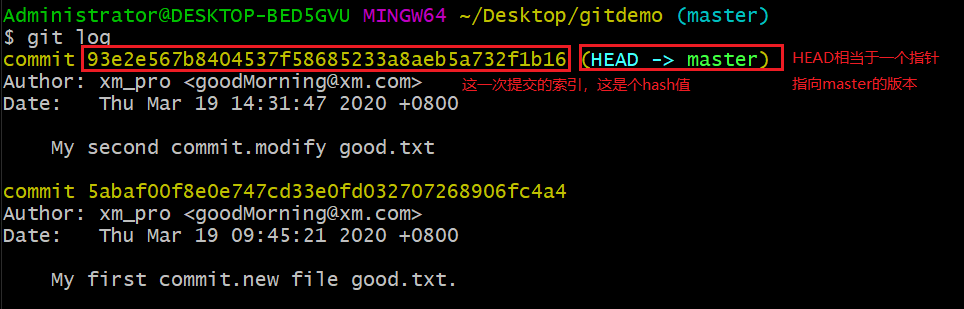 Administrator@DESKTOP-BED5GVU MINGW64 ~/Desktop/gitdemo (master)
$ git log
commit 93e2e567b8404537f58685233a8aeb5a732f1b16 (HEAD -> master)
HEAD相当于一个指针
指向master的版本
Author: xm_pro <goodMorning@xm.com>
这一次提交的索引，这是个hash值
Date:   Thu Mar 19 14:31:47 2020 +0800
My second commit.modify good.txt
commit 5abaf00f8e0e747cd33e0fd032707268906fc4a4
Author: xm_pro <goodMorning@xm.com>
Date:   Thu Mar 19 09:45:21 2020 +0800
My first commit.new file good.txt.